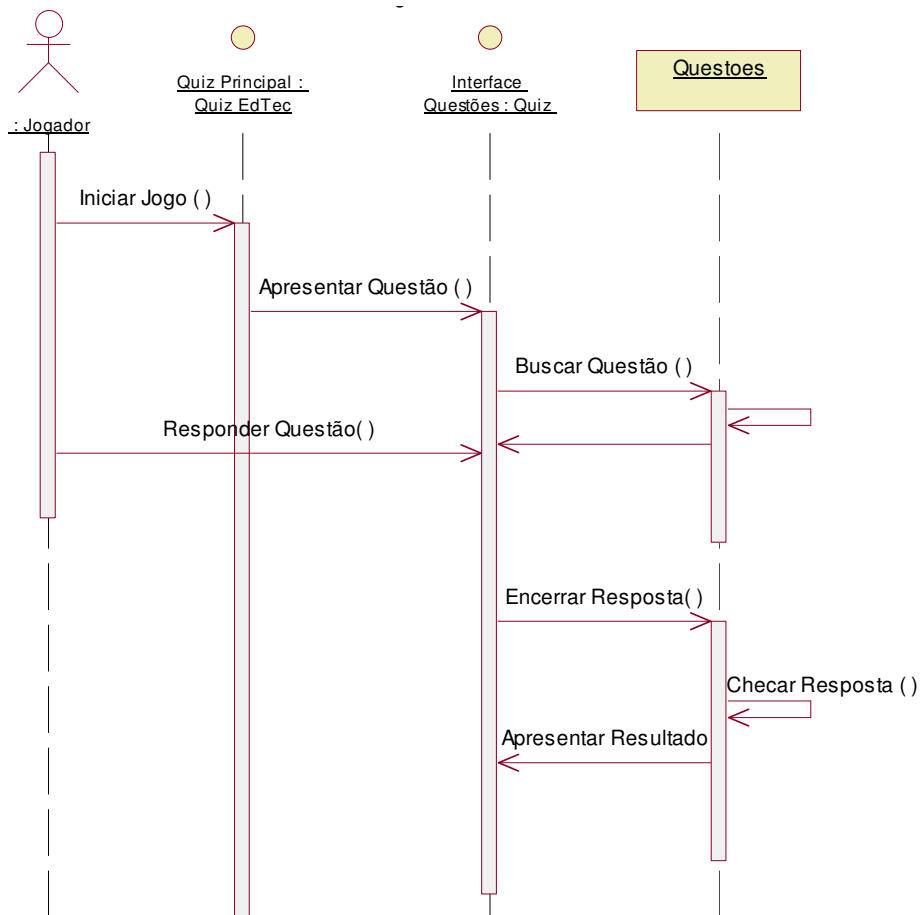 Quiz Principal :
Quiz EdTec
Interface
Questões : Quiz
Questoes
: Jogador
Iniciar Jogo ( )
Apresentar Questão ( )
Buscar Questão ( )
Responder Questão( )
Encerrar Resposta( )
Checar Resposta ( )
Apresentar Resultado